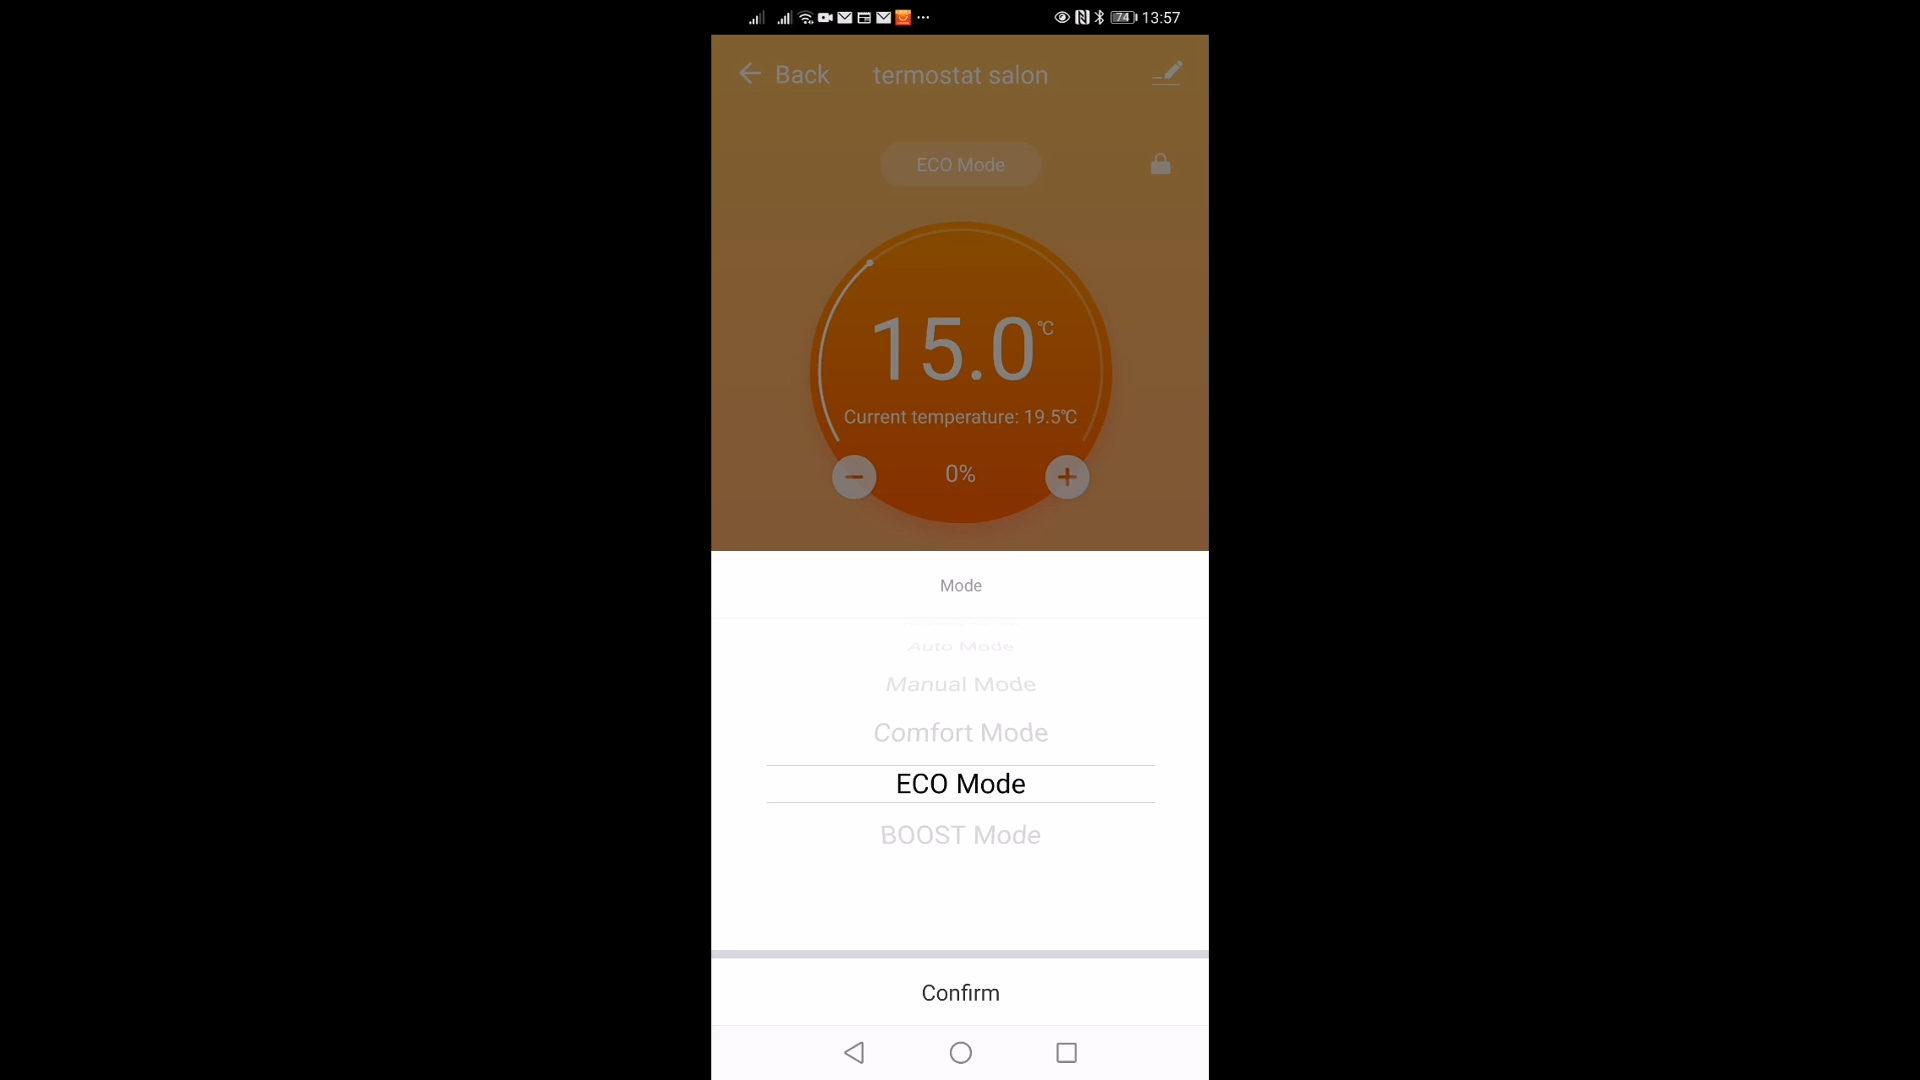 74 13:57
Back termostat salon
ECO Mode
15.0 °C
Current temperature: 19.5°C
0%
Mode
Auto Mode
Manual Mode
Comfort Mode
ECO Mode
BOOST Mode
Confirm